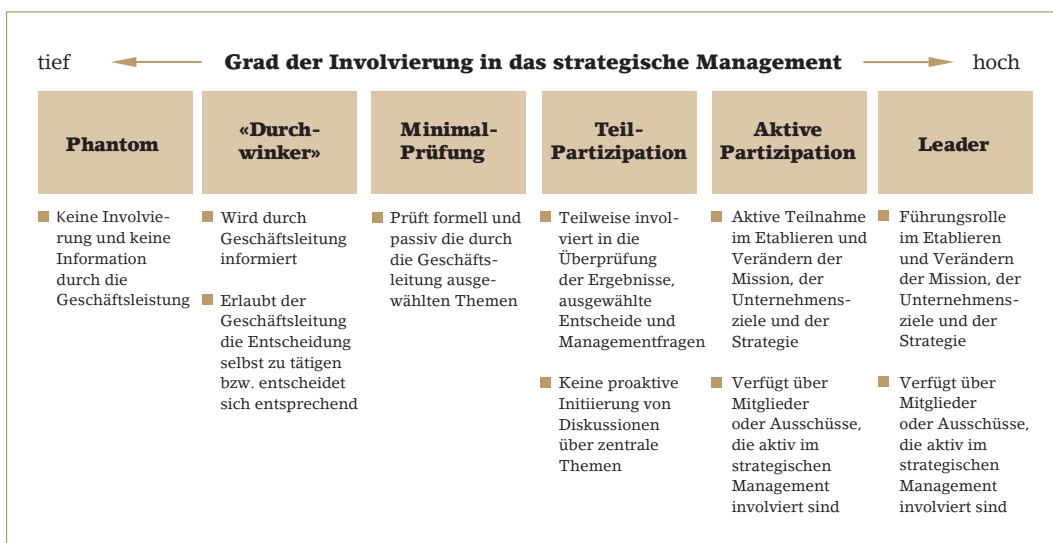 tief Grad der Involvierung in das strategische Management hoch
Phantom
«Durch-
winker»
Minimal-
Prüfung
Teil-
Partizipation
Aktive
Partizipation
Leader
Keine Involvie-
rung und keine
Information
durch die
Geschäftsleistung
Wird durch
Geschäftsleitung
informiert
Erlaubt der
Geschäftsleitung
die Entscheidung
selbst zu tätigen
bzw. entscheidet
sich entsprechend
Prüft formell und
passiv die durch
die Geschäfts-
leitung ausge-
wählten Themen
Teilweise invol-
viert in die
Überprüfung
der Ergebnisse,
ausgewählte
Entscheide und
Managementfragen
Keine proaktive
Initiierung von
Diskussionen
über zentrale
Themen
Aktive Teilnahme
im Etablieren und
Verändern der
Mission, der
Unternehmens-
ziele und der
Strategie
Verfügt über
Mitglieder
oder Ausschüsse,
die aktiv im
strategischen
Management
involviert sind
Führungsrolle
im Etablieren
und Verändern
der Mission, der
Unternehmens-
ziele und der
Strategie
Verfügt über
Mitglieder
oder Ausschüsse,
die aktiv im
strategischen
Management
involviert sind